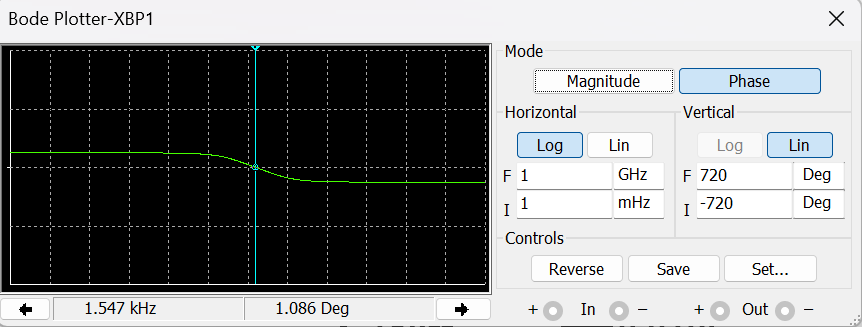 Bode Plotter-XBP1
Mode
Magnitude Phase
Horizontal Vertical
Log Lin Log Lin
F 1 GHz F 720 Deg
I 1 mHz I -720 Deg
Controls
Reverse Save Set...
1.547 kHz 1.086 Deg + In − + Out −